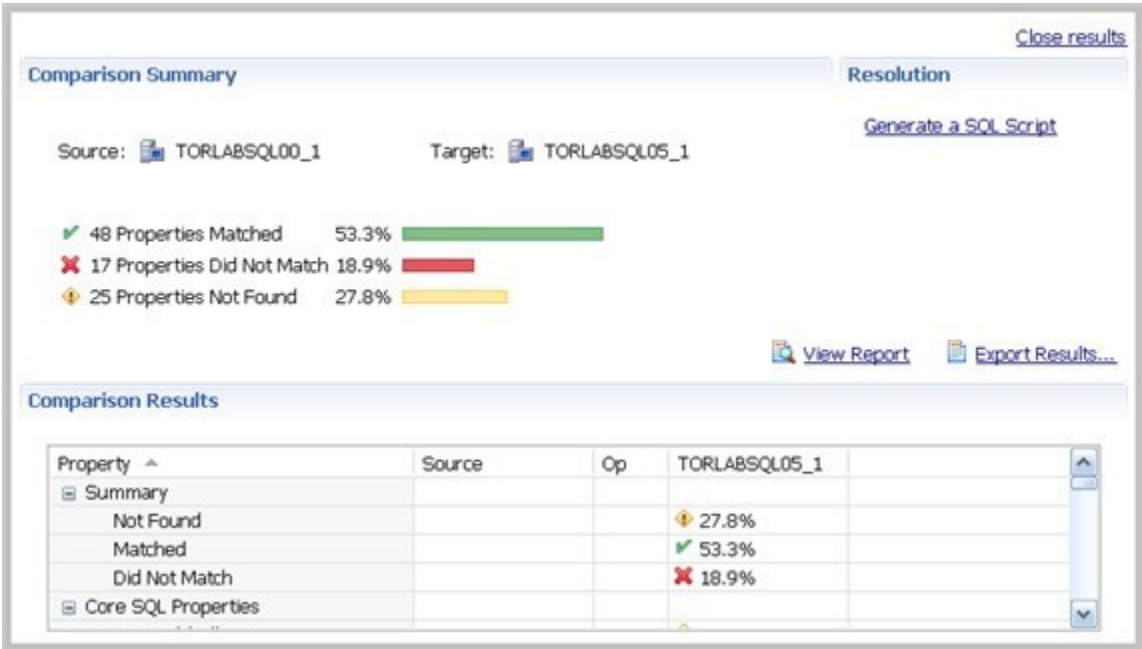 Close results
Comparison Summary
Resolution
Generate a SQL Script
Source: TORLABSQL00_1 Target: TORLABSQL05_1
48 Properties Matched 53.3%
17 Properties Did Not Match 18.9%
25 Properties Not Found 27.8%
View Report Export Results...
Comparison Results
Property Source Op TORLABSQL05_1
Summary
Not Found 27.8%
Matched 53.3%
Did Not Match 18.9%
Core SQL Properties